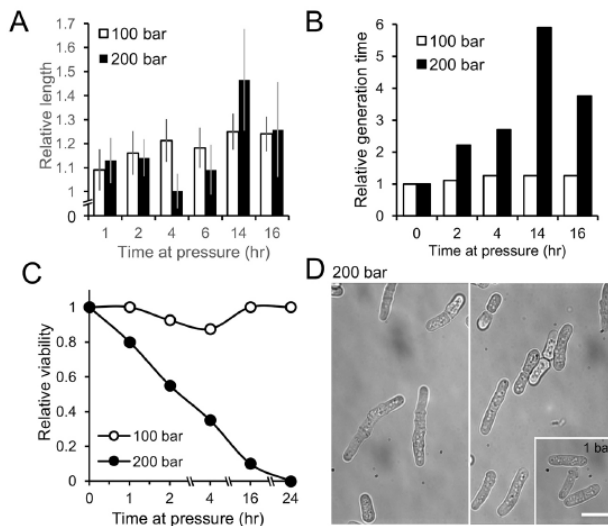 A
1.7
1.6
1.5
1.4
1.3
1.2
1.1
1
0
Relative length
100 bar
200 bar
1 2 4 6 14 16
Time at pressure (hr)
B
6
5
4
3
2
1
0
Relative generation time
100 bar
200 bar
0 2 4 14 16
Time at pressure (hr)
C
1
0.8
0.6
0.4
0.2
0
Relative viability
100 bar
200 bar
0 1 2 4 16 24
Time at pressure (hr)
D 200 bar
1 ba